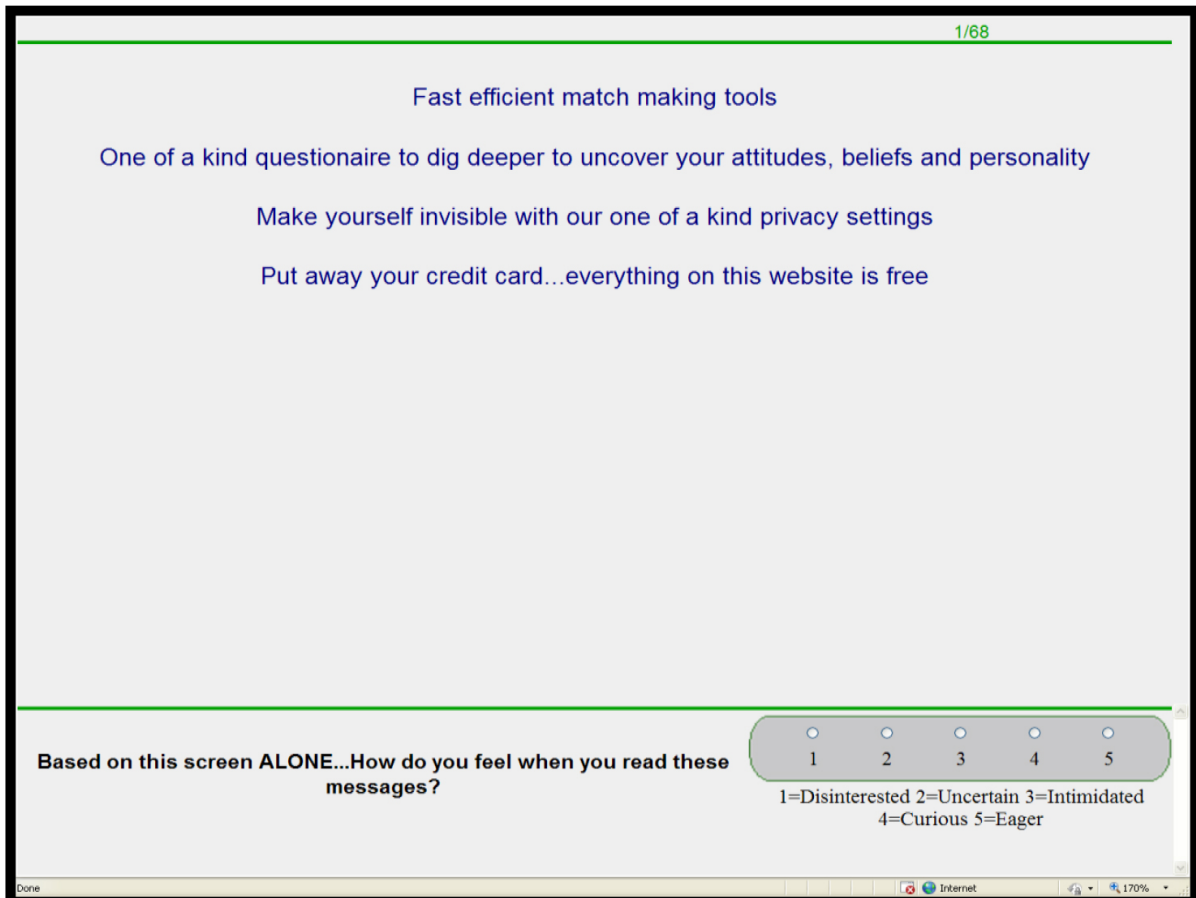 1/68
Fast efficient match making tools
One of a kind questionaire to dig deeper to uncover your attitudes, beliefs and personality
Make yourself invisible with our one of a kind privacy settings
Put away your credit card...everything on this website is free
Based on this screen ALONE...How do you feel when you read these
messages?
1 2 3 4 5
1=Disinterested 2=Uncertain 3=Intimidated
4=Curious 5=Eager
Done Internet 170%